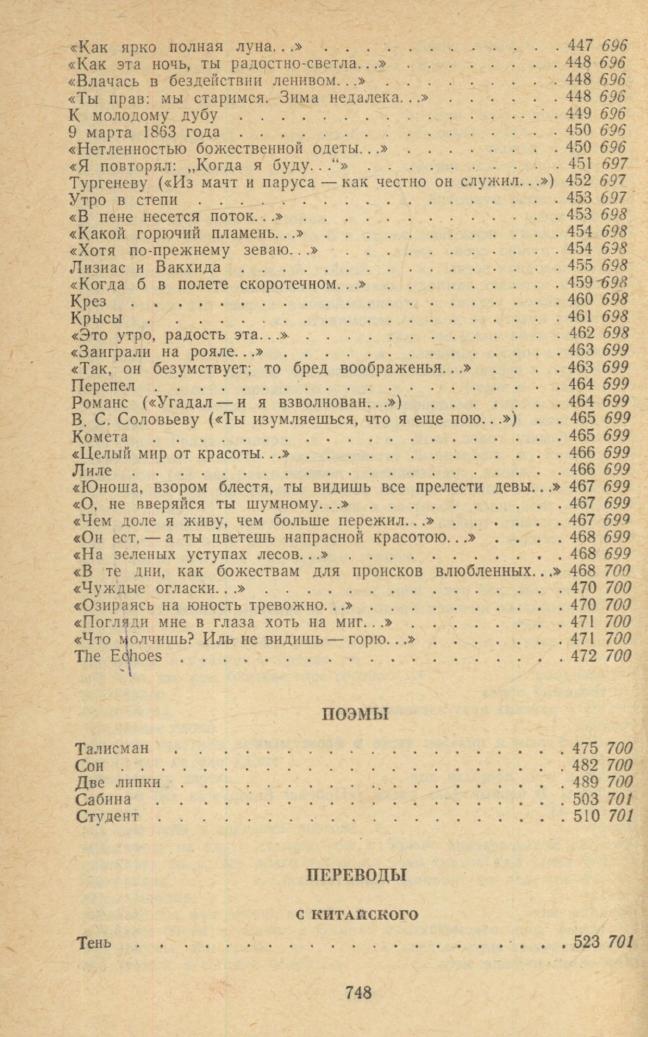 «Как ярко полная луна...» . . . . . . . . . . . . . . 447 696
«Как эта ночь, ты радостно-светла...» . . . . . . . . . 448 696
«Влачась в бездействии ленивом...» . . . . . . . . . . 448 696
«Ты прав: мы старимся. Зима недалека...» . . . . . . . 448 696
К молодому дубу . . . . . . . . . . . . . . . . 449 696
9 марта 1863 года . . . . . . . . . . . . . . . . 450 696
«Нетленностью божественной одеты...» . . . . . . . . . 450 696
«Я повторял: „Когда я буду...“» . . . . . . . . . . 451 697
Тургеневу («Из мачт и паруса — как честно он служил...») 452 697
Утро в степи . . . . . . . . . . . . . . . . . . 453 697
«В пене несется поток...» . . . . . . . . . . . . . 453 698
«Какой горючий пламень...» . . . . . . . . . . . . 454 698
«Хотя по-прежнему зеваю...» . . . . . . . . . . . 454 698
Лизиас и Вакхида . . . . . . . . . . . . . . . . 455 698
«Когда б в полете скоротечном...» . . . . . . . . . . 459 698
Крез . . . . . . . . . . . . . . . . . . . . . 460 698
Крысы . . . . . . . . . . . . . . . . . . . . 461 698
«Это утро, радость эта...» . . . . . . . . . . . . . 462 698
«Заиграли на рояле...» . . . . . . . . . . . . . . 463 699
«Так, он безумствует; то бред воображенья...» . . . . . 463 699
Перепел . . . . . . . . . . . . . . . . . . . 464 699
Романс («Угадал — и я взволнован...») . . . . . . . . 464 699
В. С. Соловьеву («Ты изумляешься, что я еще пою...») . . 465 699
Комета . . . . . . . . . . . . . . . . . . . . 465 699
«Целый мир от красоты...» . . . . . . . . . . . . . 466 699
Лиле . . . . . . . . . . . . . . . . . . . . . 466 699
«Юноша, взором блестя, ты видишь все прелести девы...» 467 699
«О, не вверяйся ты шумному...» . . . . . . . . . . 467 699
«Чем доле я живу, чем больше пережил...» . . . . . . 467 699
«Он ест, — а ты цветешь напрасной красотою...» . . . . 468 699
«На зеленых уступах лесов...» . . . . . . . . . . . 468 699
«В те дни, как божествам для происков влюбленных...» 468 700
«Чуждые огласки...» . . . . . . . . . . . . . . . 470 700
«Озираясь на юность тревожно...» . . . . . . . . . . 470 700
«Погляди мне в глаза хоть на миг...» . . . . . . . . 471 700
«Что молчишь? Иль не видишь — горю...» . . . . . . . 471 700
The Echoes . . . . . . . . . . . . . . . . . . 472 700
ПОЭМЫ
Талисман . . . . . . . . . . . . . . . . . . . 475 700
Сон . . . . . . . . . . . . . . . . . . . . . 482 700
Две липки . . . . . . . . . . . . . . . . . . . 489 700
Сабина . . . . . . . . . . . . . . . . . . . . 503 701
Студент . . . . . . . . . . . . . . . . . . . . 510 701
ПЕРЕВОДЫ
С КИТАЙСКОГО
Тень . . . . . . . . . . . . . . . . . . . . . 523 701
748